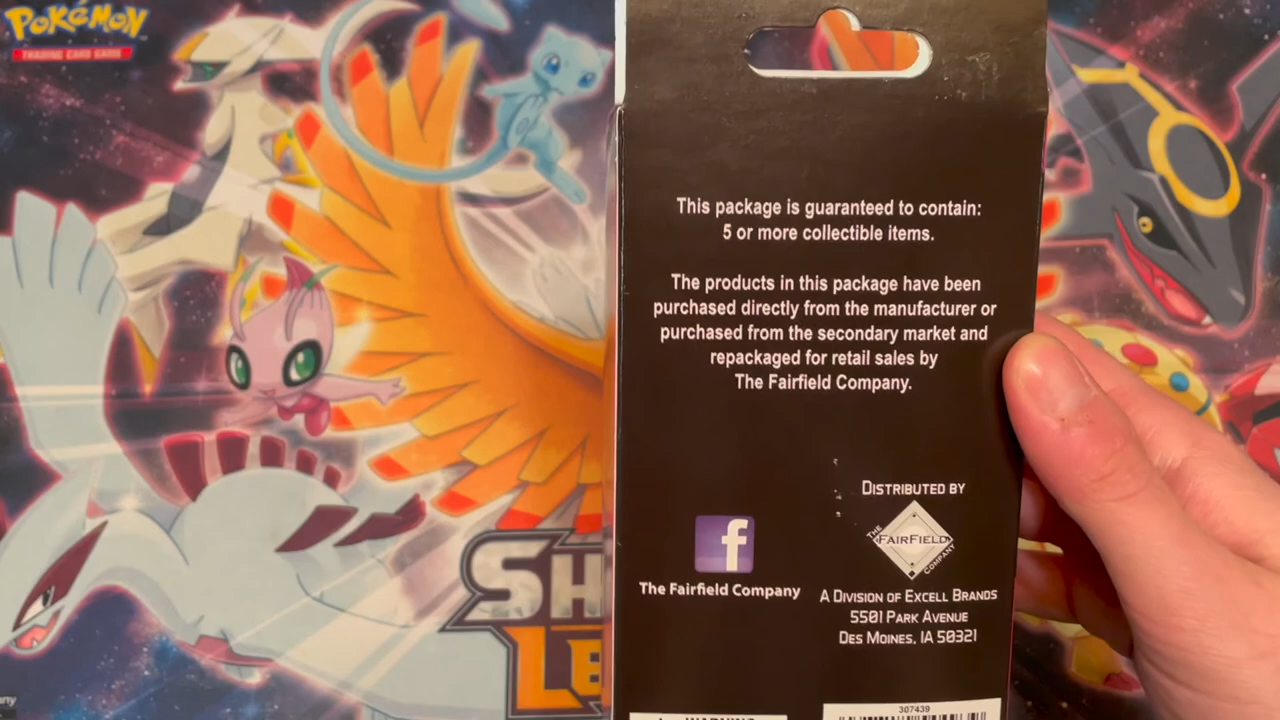 POKéMON
TRADING CARD GAME
This package is guaranteed to contain:
5 or more collectible items.
The products in this package have been
purchased directly from the manufacturer or
purchased from the secondary market and
repackaged for retail sales by
The Fairfield Company.
f
The Fairfield Company
DISTRIBUTED BY
THE
FAIRFIELD
COMPANY
A DIVISION OF EXCELL BRANDS
5501 PARK AVENUE
DES MOINES, IA 50321
307439
WARNING
SH
LE